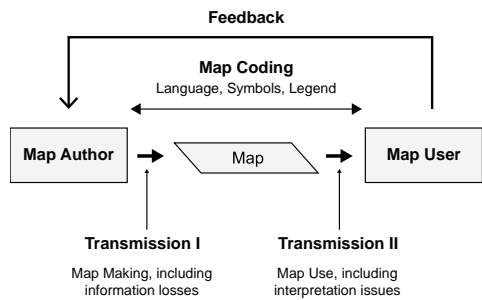 Feedback
Map Coding
Language, Symbols, Legend
Map Author
Map
Map User
Transmission I
Map Making, including
information losses
Transmission II
Map Use, including
interpretation issues